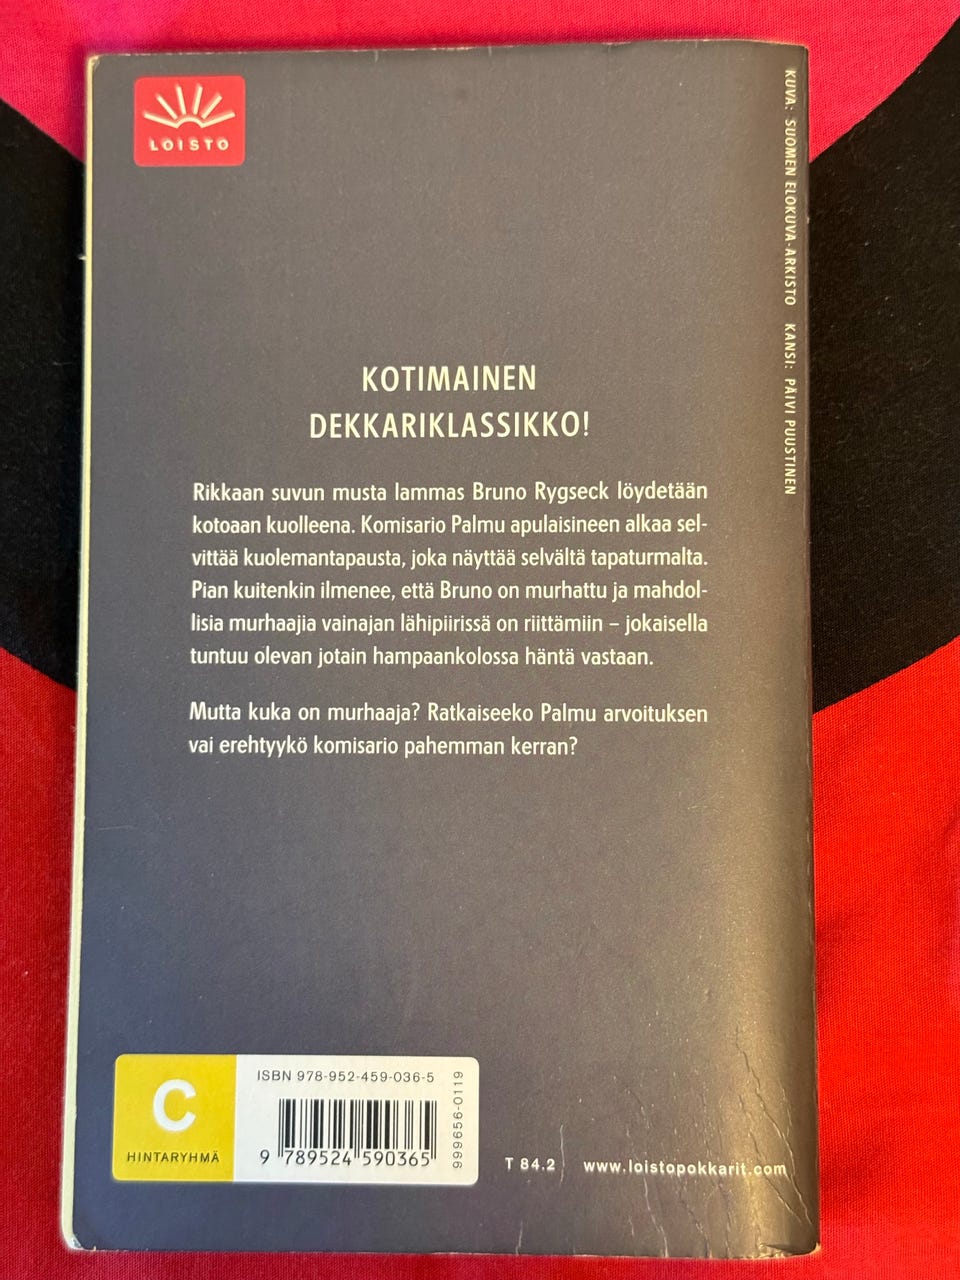 LOISTO
KUVA: SUOMEN ELOKUVA-ARKISTO KANSI: PÄIVI PUUSTINEN
KOTIMAINEN
DEKKARIKLASSIKKO!
Rikkaan suvun musta lammas Bruno Rygseck löydetään
kotoaan kuolleena. Komisario Palmu apulaisineen alkaa sel-
vittää kuolemantapausta, joka näyttää selvältä tapaturmalta.
Pian kuitenkin ilmenee, että Bruno on murhattu ja mahdol-
lisia murhaajia vainajan lähipiirissä on riittämiin – jokaisella
tuntuu olevan jotain hampaankolossa häntä vastaan.
Mutta kuka on murhaaja? Ratkaiseeko Palmu arvoituksen
vai erehtyykö komisario pahemman kerran?
C
HINTARYHMÄ
ISBN 978-952-459-036-5
9 789524 590365
999656-0119
T 84.2
www.loistopokkarit.com